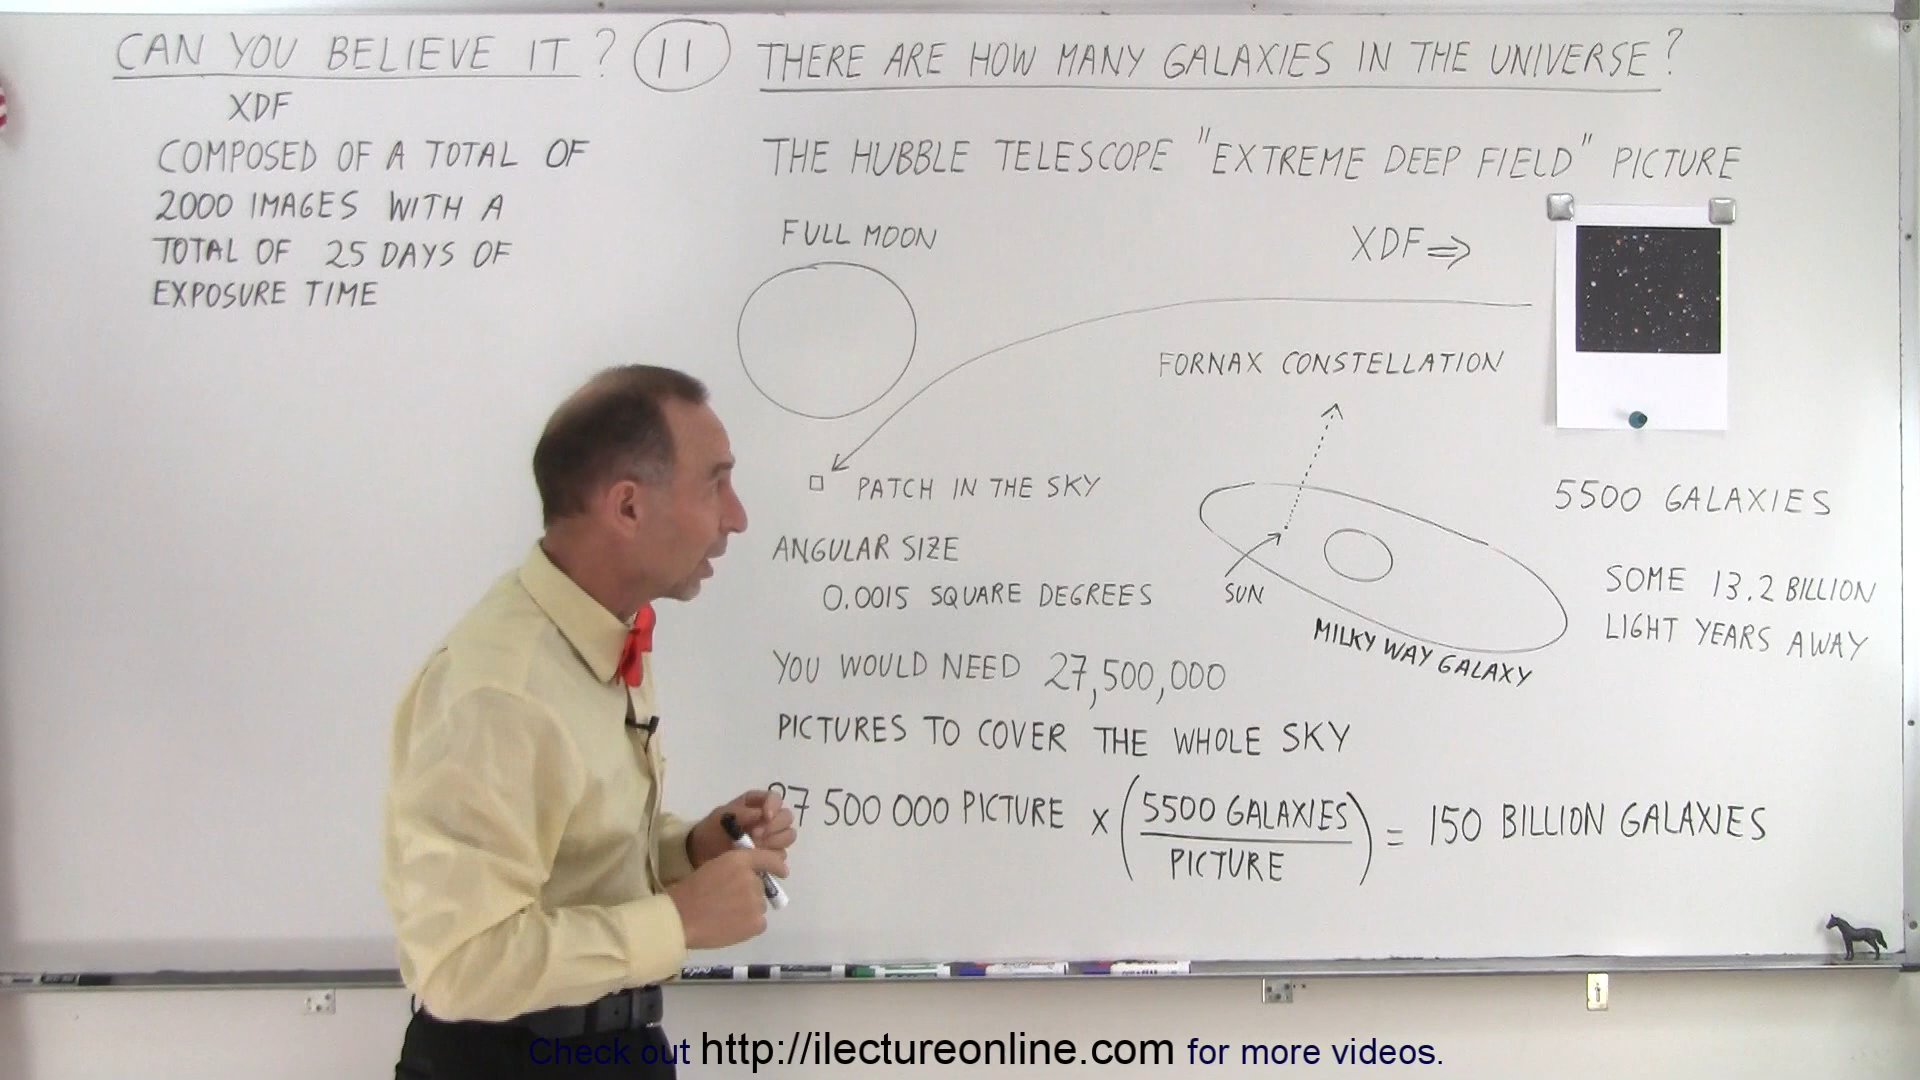 CAN YOU BELIEVE IT? 11 THERE ARE HOW MANY GALAXIES IN THE UNIVERSE?
XDF
COMPOSED OF A TOTAL OF
2000 IMAGES WITH A
TOTAL OF 25 DAYS OF
EXPOSURE TIME
THE HUBBLE TELESCOPE "EXTREME DEEP FIELD" PICTURE
FULL MOON
XDF⇒
FORNAX CONSTELLATION
PATCH IN THE SKY
ANGULAR SIZE
0.0015 SQUARE DEGREES
SUN
MILKY WAY GALAXY
5500 GALAXIES
SOME 13.2 BILLION
LIGHT YEARS AWAY
YOU WOULD NEED 27,500,000
PICTURES TO COVER THE WHOLE SKY
27 500 000 PICTURE x (5500 GALAXIES / PICTURE) = 150 BILLION GALAXIES
Check out http://ilectureonline.com for more videos.